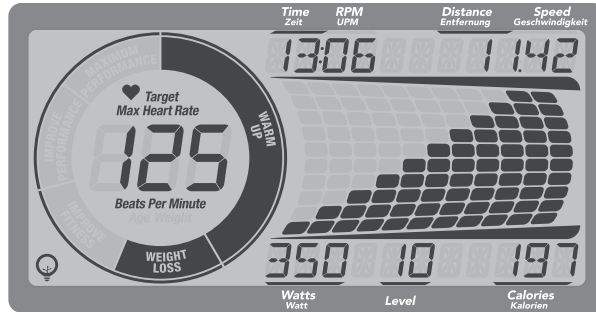 Time RPM Distance Speed
Zeit UPM Entfernung Geschwindigkeit
13:06 11.42
MAXIMUM PERFORMANCE
IMPROVE PERFORMANCE
Target
Max Heart Rate
WARM UP
125
Beats Per Minute
Age Weight
IMPROVE FITNESS
WEIGHT
LOSS
350 10 197
Watts Level Calories
Watt Kalorien